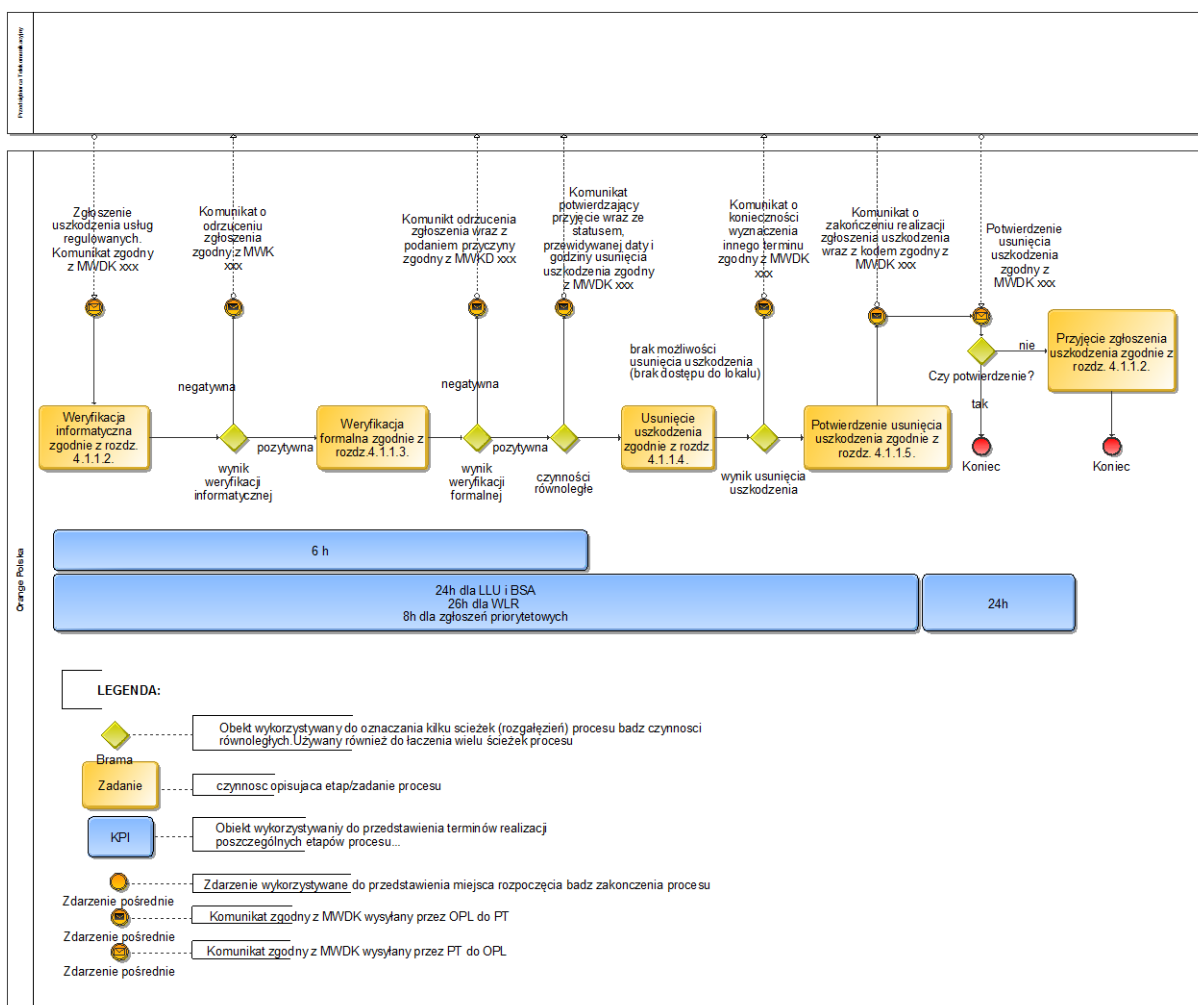 Przedsiębiorca Telekomunikacyjny
Orange Polska
Zgłoszenie
uszkodzenia usług
regulowanych.
Komunikat zgodny
z MWDK xxx
Komunikat o
odrzuceniu
zgłoszenia
zgodny z MWK
xxx
Komunikt odrzucenia
zgłoszenia wraz z
podaniem przyczyny
zgodny z MWKD xxx
Komunikat
potwierdzający
przyjęcie wraz ze
statusem,
przewidywanej daty i
godziny usunięcia
uszkodzenia zgodny
z MWDK xxx
Komunikat o
konieczności
wyznaczenia
innego terminu
zgodny z MWDK
xxx
Komunikat o
zakończeniu realizacji
zgłoszenia uszkodzenia
wraz z kodem zgodny z
MWDK xxx
Potwierdzenie
usunięcia
uszkodzenia
zgodny z
MWDK xxx
negatywna
negatywna
brak możliwości
usunięcia uszkodzenia
(brak dostępu do lokalu)
nie
Czy potwierdzenie?
tak
Przyjęcie zgłoszenia
uszkodzenia zgodnie z
rozdz. 4.1.1.2.
Weryfikacja
informatyczna
zgodnie z rozdz.
4.1.1.2.
pozytywna
wynik
weryfikacji
informatycznej
Weryfikacja
formalna zgodnie z
rozdz.4.1.1.3.
pozytywna
wynik
weryfikacji
formalnej
czynności
równoległe
Usunięcie
uszkodzenia
zgodnie z rozdz.
4.1.1.4.
wynik usunięcia
uszkodzenia
Potwierdzenie usunięcia
uszkodzenia zgodnie z
rozdz. 4.1.1.5.
Koniec
Koniec
6 h
24h dla LLU i BSA
26h dla WLR
8h dla zgłoszeń priorytetowych
24h
LEGENDA:
Brama
Obekt wykorzystywany do oznaczania kilku scieżek (rozgałęzień) procesu badz czynnosci
równoległych.Używany również do łaczenia wielu ścieżek procesu
Zadanie
czynnosc opisujaca etap/zadanie procesu
KPI
Obiekt wykorzystywaniy do przedstawienia terminów realizacji
poszczególnych etapów procesu...
Zdarzenie pośrednie
Zdarzenie wykorzystywane do przedstawienia miejsca rozpoczęcia badz zakonczenia procesu
Zdarzenie pośrednie
Komunikat zgodny z MWDK wysyłany przez OPL do PT
Zdarzenie pośrednie
Komunikat zgodny z MWDK wysyłany przez PT do OPL